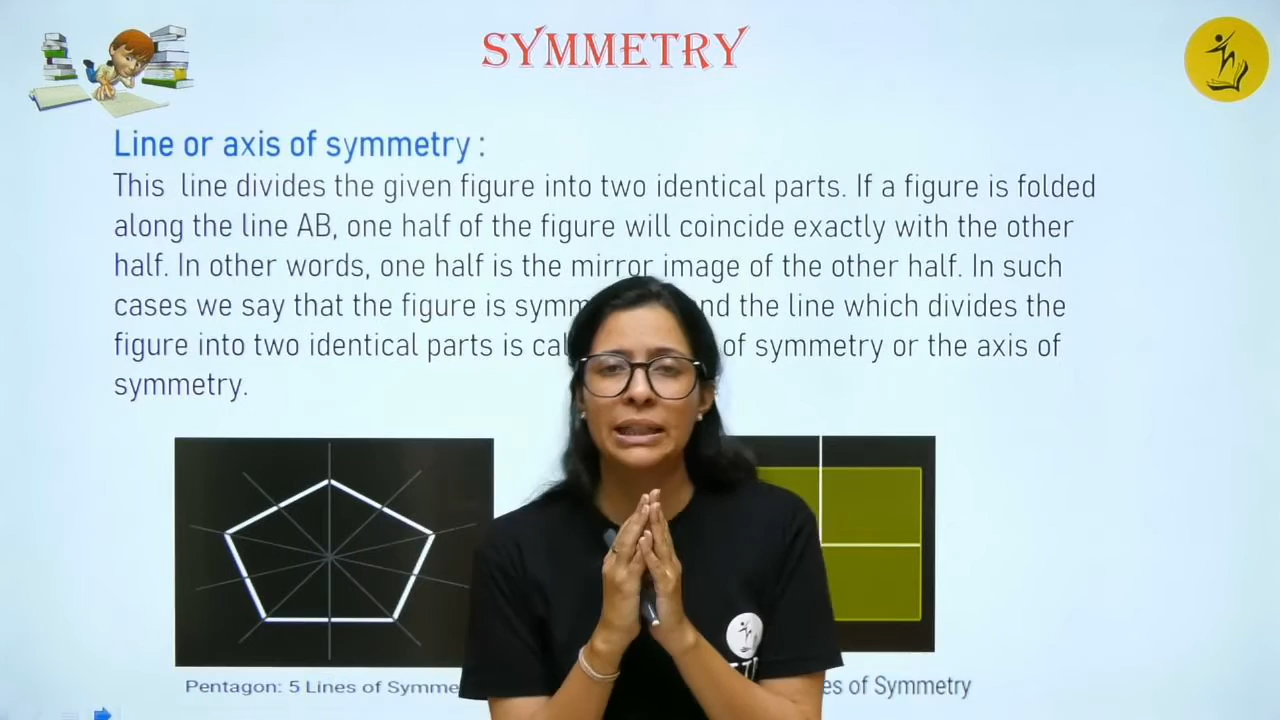 SYMMETRY
Line or axis of symmetry :
This line divides the given figure into two identical parts. If a figure is folded
along the line AB, one half of the figure will coincide exactly with the other
half. In other words, one half is the mirror image of the other half. In such
cases we say that the figure is symm nd the line which divides the
figure into two identical parts is cal of symmetry or the axis of
symmetry.
Pentagon: 5 Lines of Symme
es of Symmetry